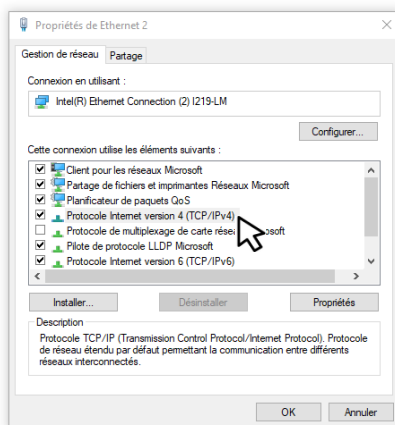 Propriétés de Ethernet 2
Gestion de réseau Partage
Connexion en utilisant :
Intel(R) Ethernet Connection (2) I219-LM
Configurer...
Cette connexion utilise les éléments suivants :
Client pour les réseaux Microsoft
Partage de fichiers et imprimantes Réseaux Microsoft
Planificateur de paquets QoS
Protocole Internet version 4 (TCP/IPv4)
Protocole de multiplexage de carte
Pilote de protocole LLDP Microsoft
Protocole Internet version 6 (TCP/IPv6)
Installer... Désinstaller Propriétés
Description
Protocole TCP/IP (Transmission Control Protocol/Internet Protocol). Protocole
de réseau étendu par défaut permettant la communication entre différents
réseaux interconnectés.
OK Annuler